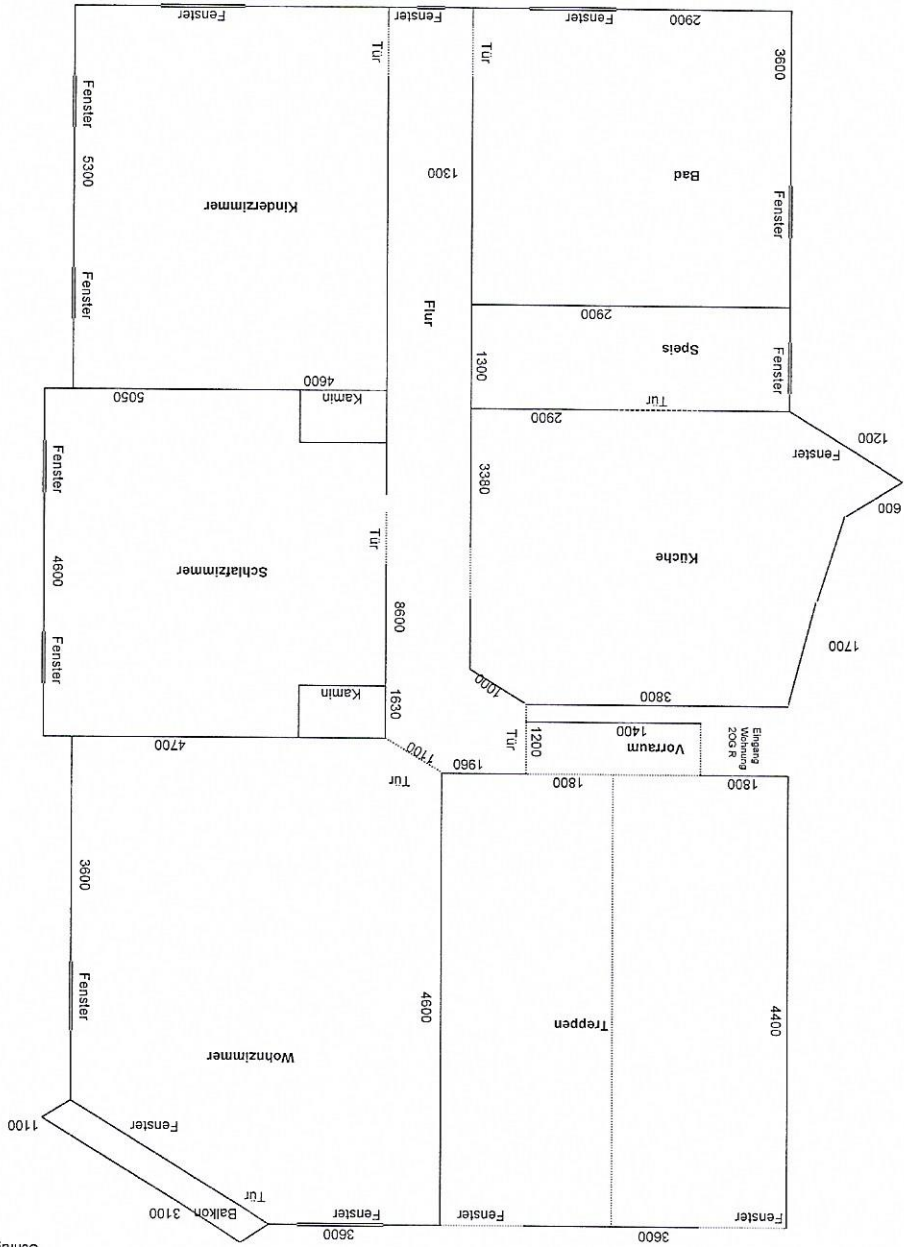 Fenster
Fenster
Fenster
2900
Tür
Tür
3600
Fenster
5300
Fenster
Kinderzimmer
1300
Flur
Bad
Fenster
2900
Speis
1300
Fenster
Tür
2900
4600
5050
Kamin
Fenster
4600
Fenster
Schlafzimmer
Tür
8600
Kamin
1630
3380
Küche
Fenster
1200
600
1700
1000
3800
4700
1100
Tür
1960
Tür
1200
1400
Vorraum
Eingang
Wohnung
2OG R
1800
1800
3600
Fenster
Wohnzimmer
4600
Treppen
4400
1100
Fenster
Tür
Balkon
3100
Fenster
3600
Fenster
3600
Fenster